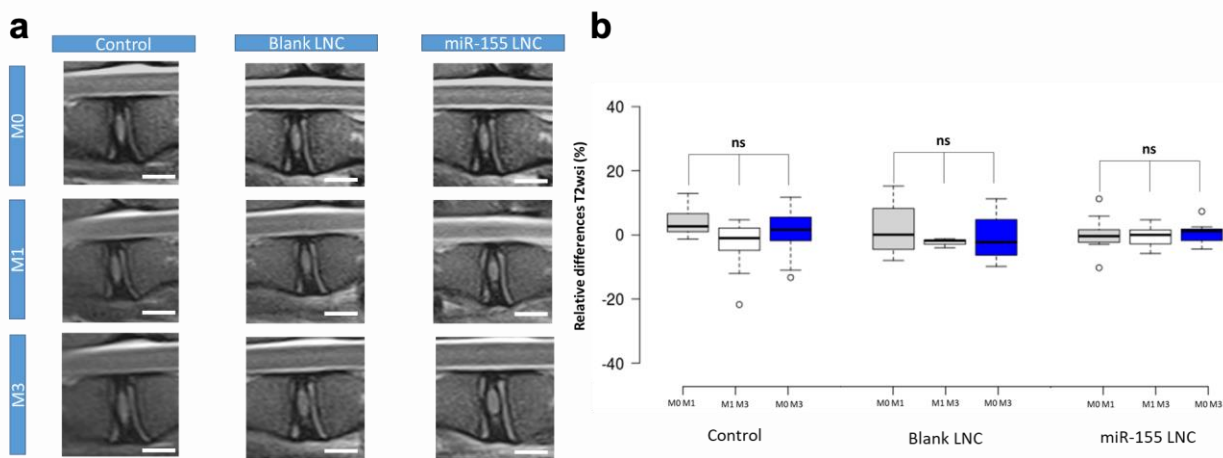 a
Control
Blank LNC
miR-155 LNC
M0
M1
M3
b
Relative differences T2wsi (%)
40
20
0
-20
-40
ns
ns
ns
M0 M1
M1 M3
M0 M3
M0 M1
M1 M3
M0 M3
M0 M1
M1 M3
M0 M3
Control
Blank LNC
miR-155 LNC